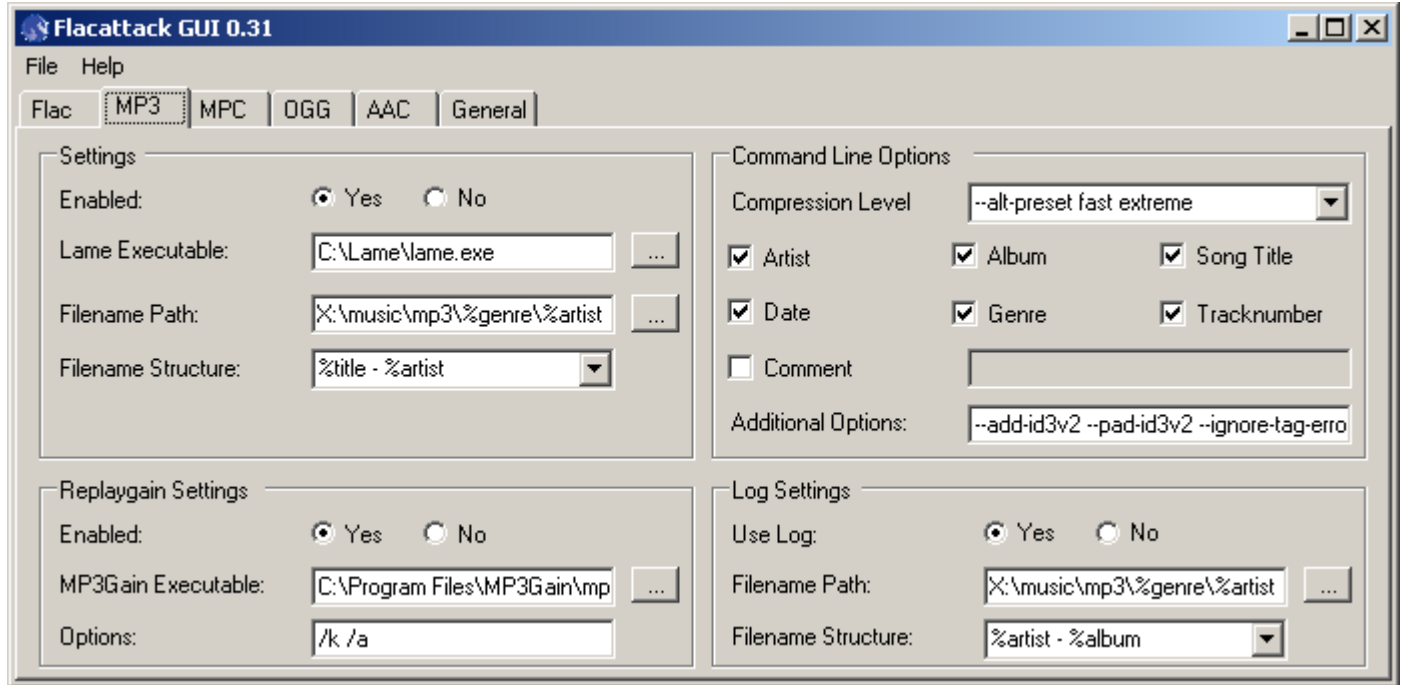 Flacattack GUI 0.31
File Help
Flac MP3 MPC OGG AAC General
Settings
Enabled: Yes No
Lame Executable: C:\Lame\lame.exe ...
Filename Path: X:\music\mp3\%genre\%artist ...
Filename Structure: %title - %artist
Command Line Options
Compression Level --alt-preset fast extreme
Artist Album Song Title
Date Genre Tracknumber
Comment
Additional Options: --add-id3v2 --pad-id3v2 --ignore-tag-erro
Replaygain Settings
Enabled: Yes No
MP3Gain Executable: C:\Program Files\MP3Gain\mp ...
Options: /k /a
Log Settings
Use Log: Yes No
Filename Path: X:\music\mp3\%genre\%artist ...
Filename Structure: %artist - %album